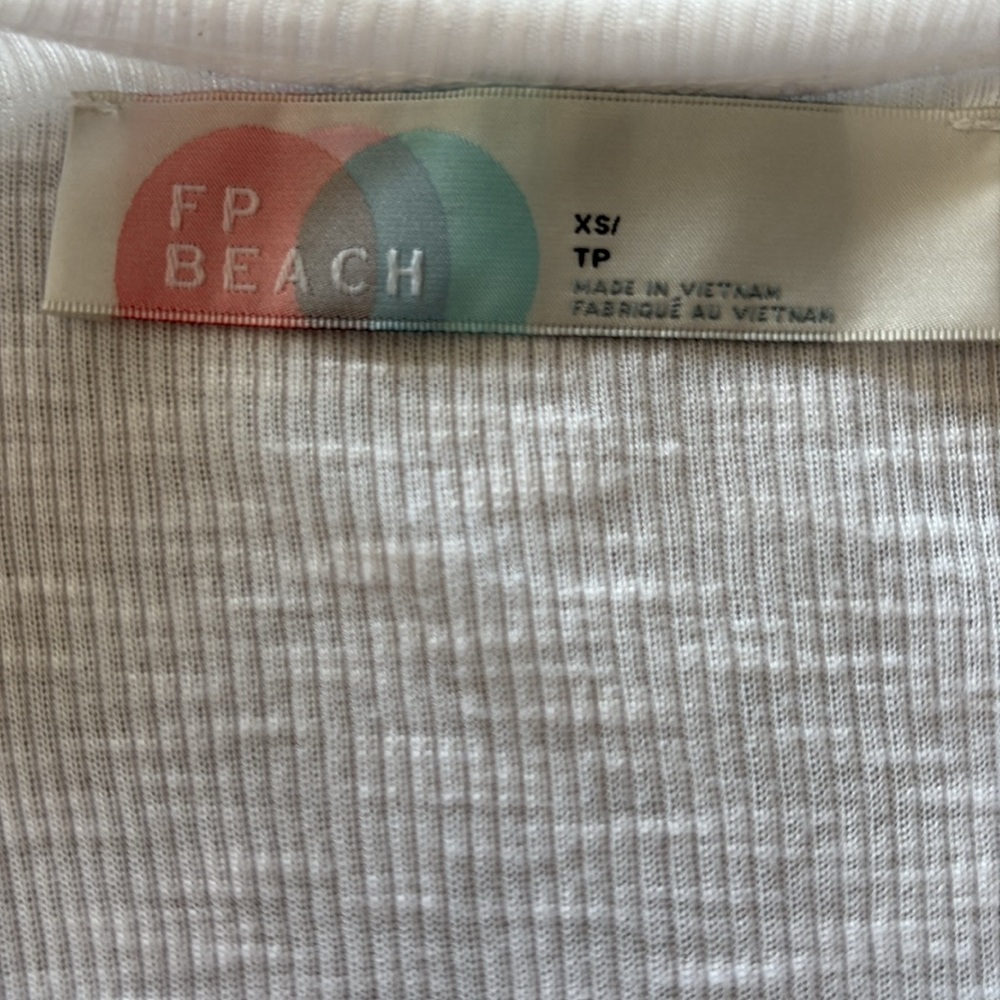 FP
BEACH
XS/
TP
MADE IN VIETNAM
FABRIQUÉ AU VIETNAM